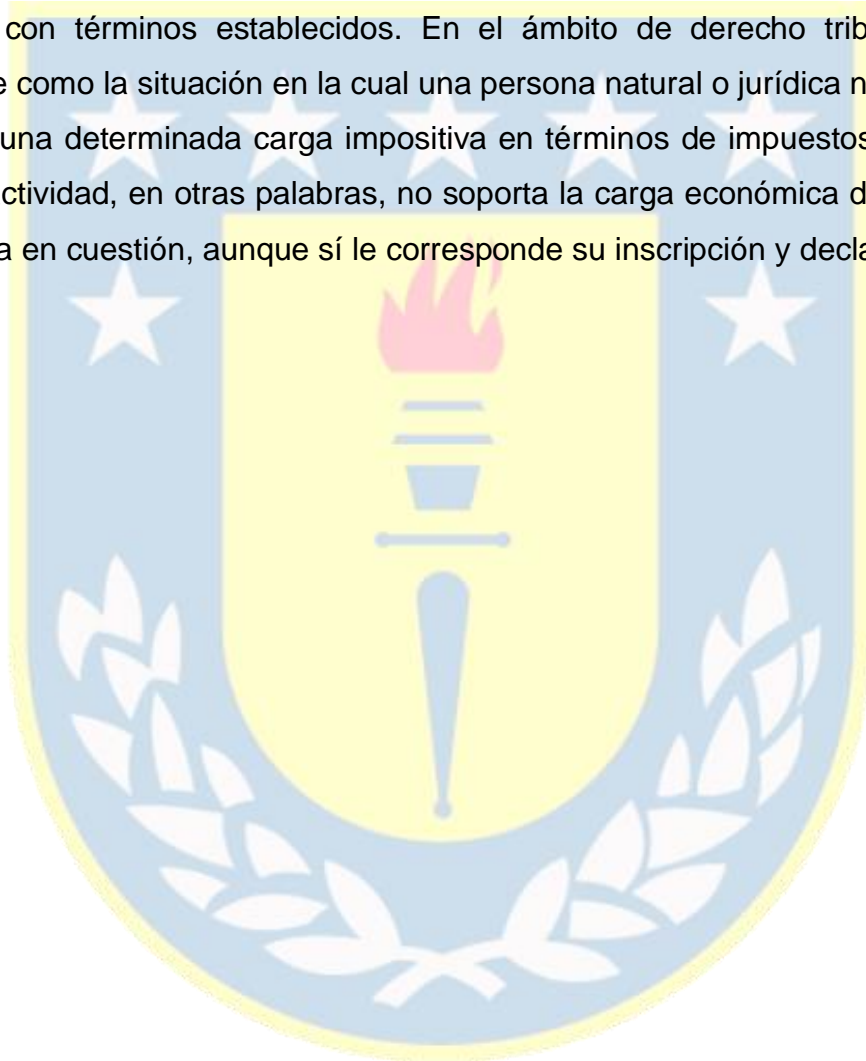 con términos establecidos. En el ámbito de derecho trib
e como la situación en la cual una persona natural o jurídica n
una determinada carga impositiva en términos de impuestos
ctividad, en otras palabras, no soporta la carga económica d
a en cuestión, aunque sí le corresponde su inscripción y decla